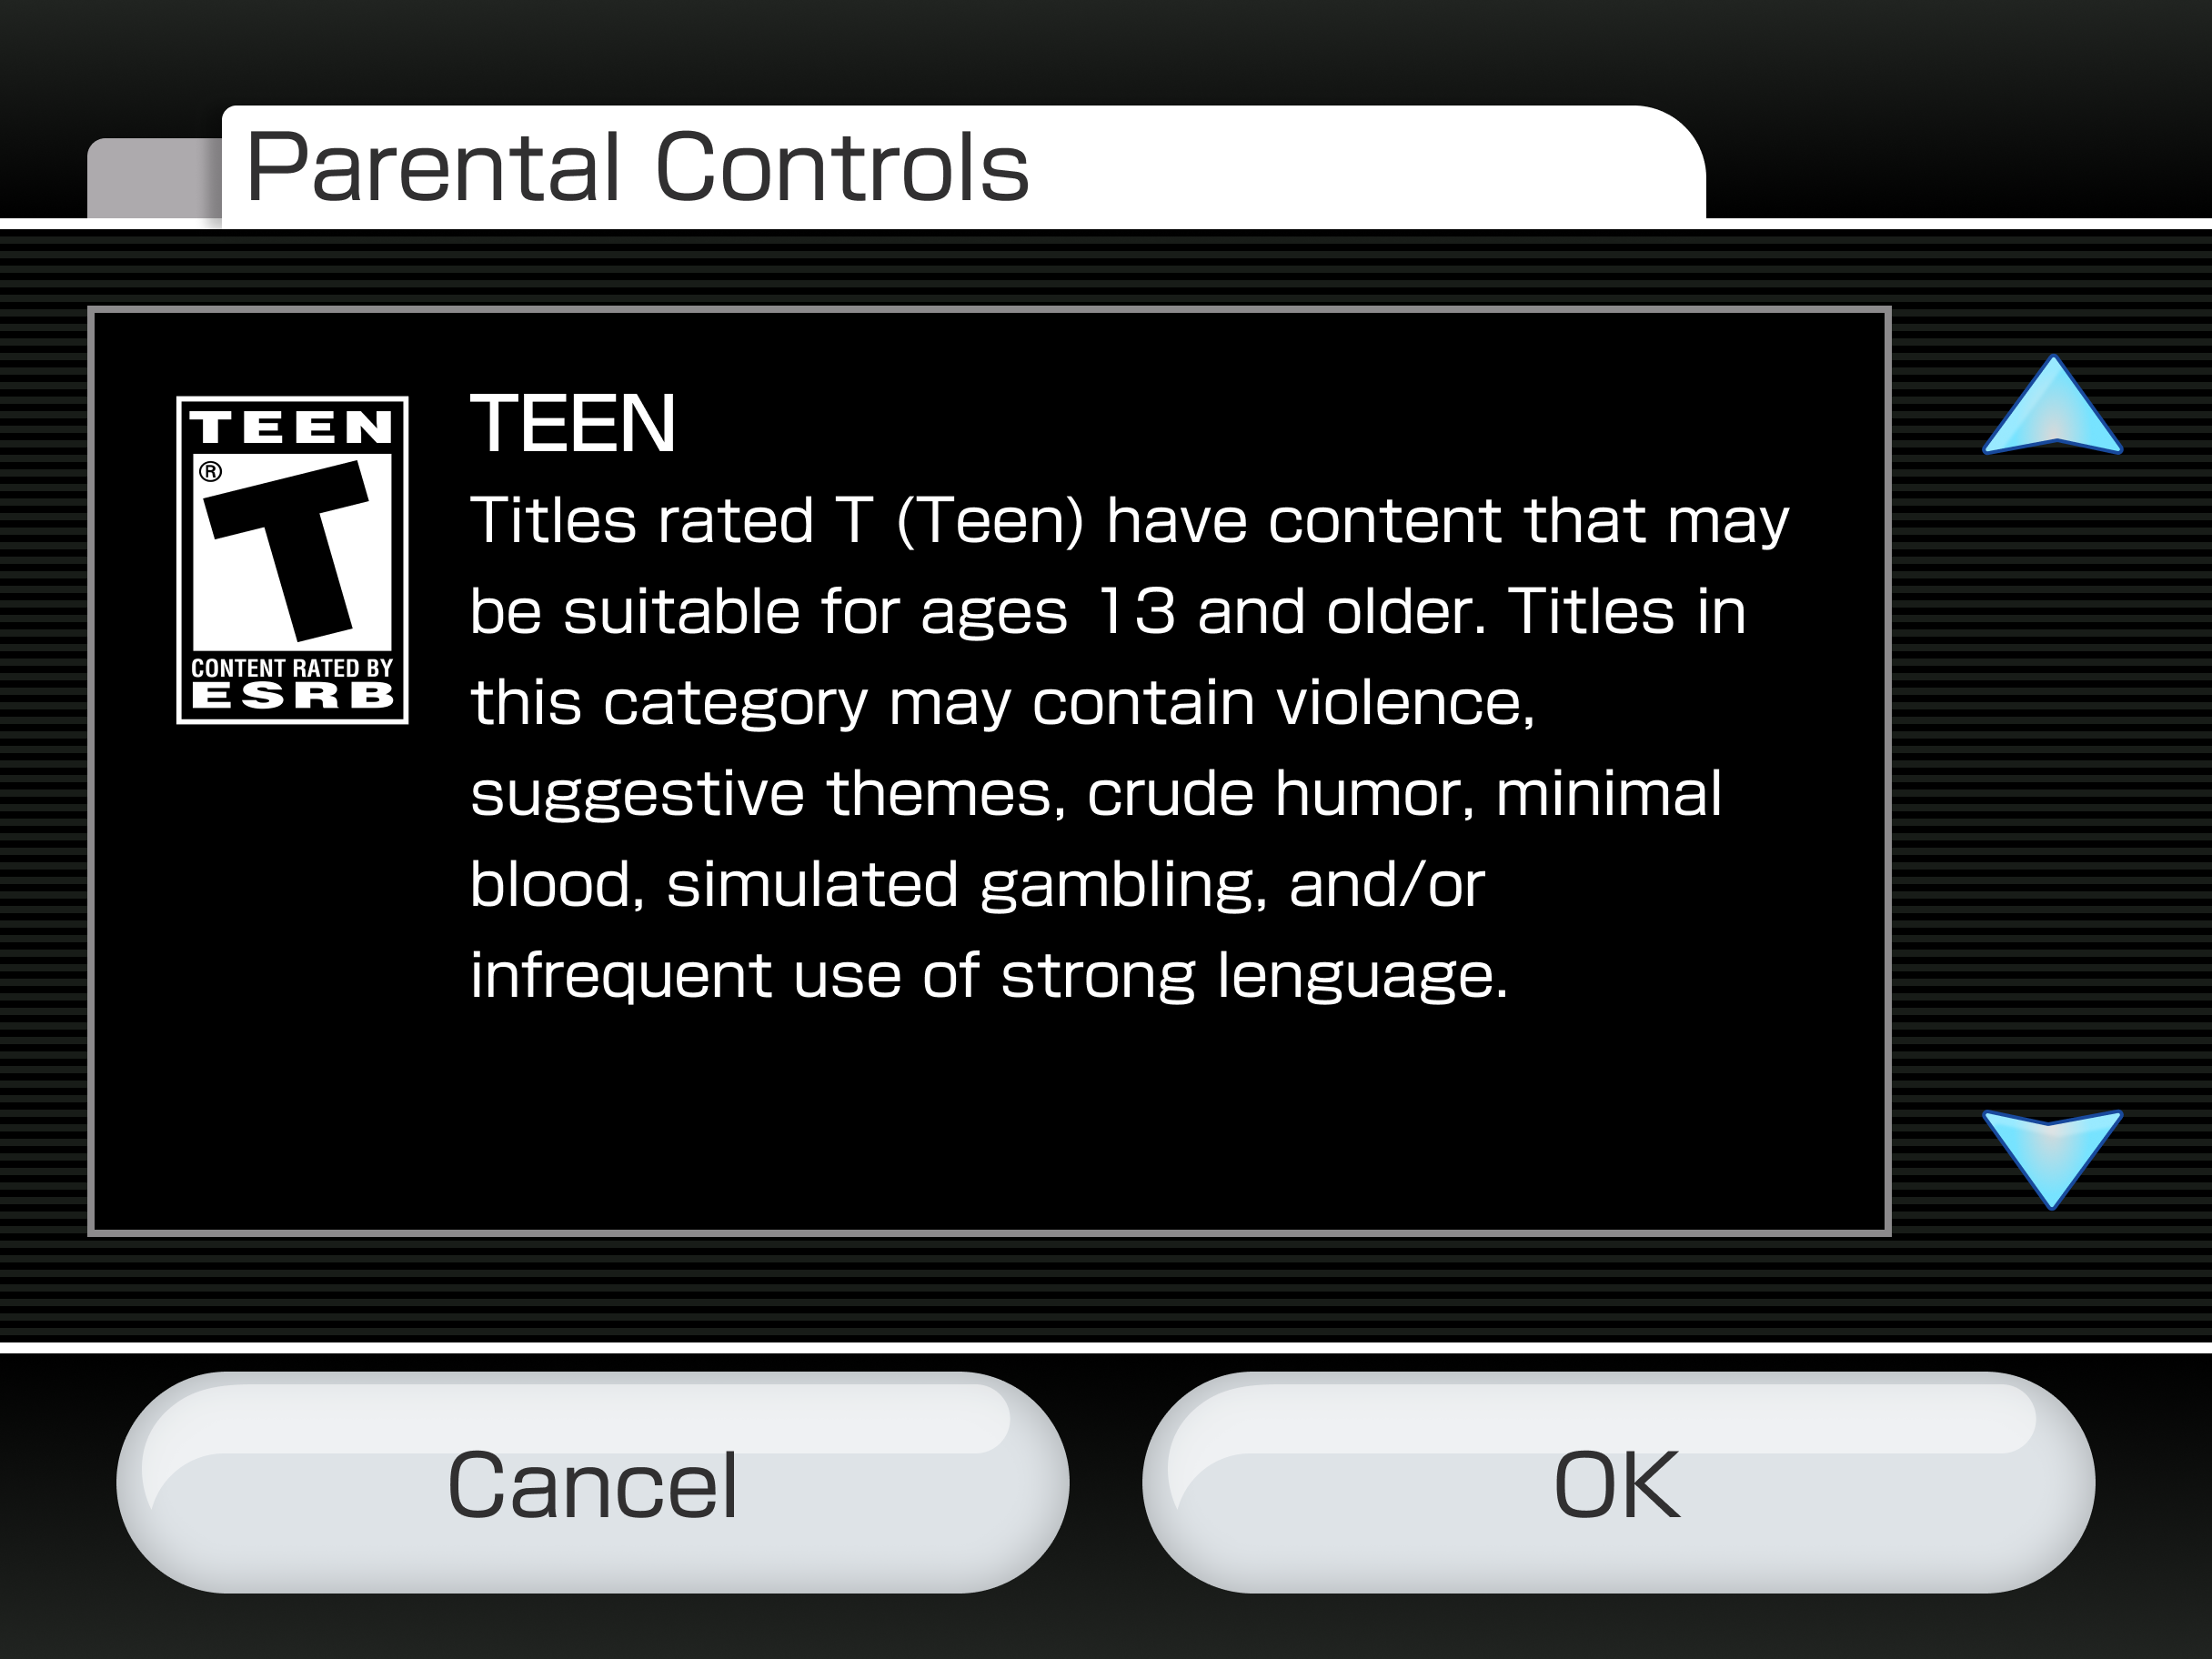 Parental Controls
TEEN
®
T
CONTENT RATED BY
ESRB
TEEN
Titles rated T (Teen) have content that may
be suitable for ages 13 and older. Titles in
this category may contain violence,
suggestive themes, crude humor, minimal
blood, simulated gambling, and/or
infrequent use of strong lenguage.
Cancel
OK